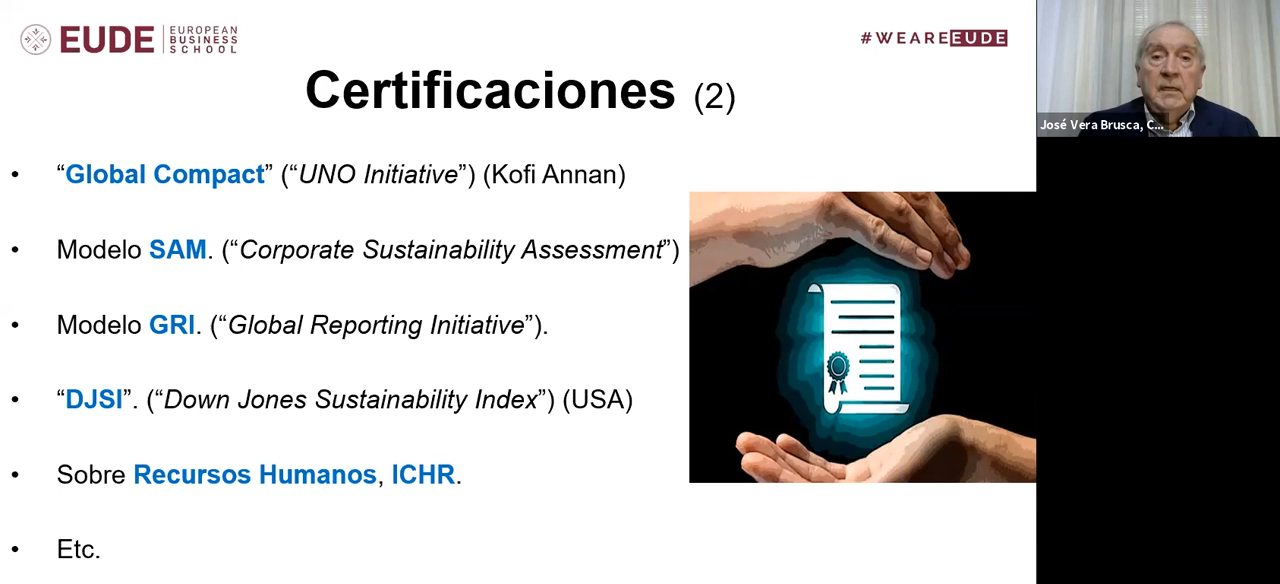 EUDE
EUROPEAN
BUSINESS
SCHOOL
#WEAREEUDE
Certificaciones (2)
• “Global Compact” (“UNO Initiative”) (Kofi Annan)
• Modelo SAM. (“Corporate Sustainability Assessment”)
• Modelo GRI. (“Global Reporting Initiative”).
• “DJSI”. (“Down Jones Sustainability Index”) (USA)
• Sobre Recursos Humanos, ICHR.
• Etc.
José Vera Brusca, C...